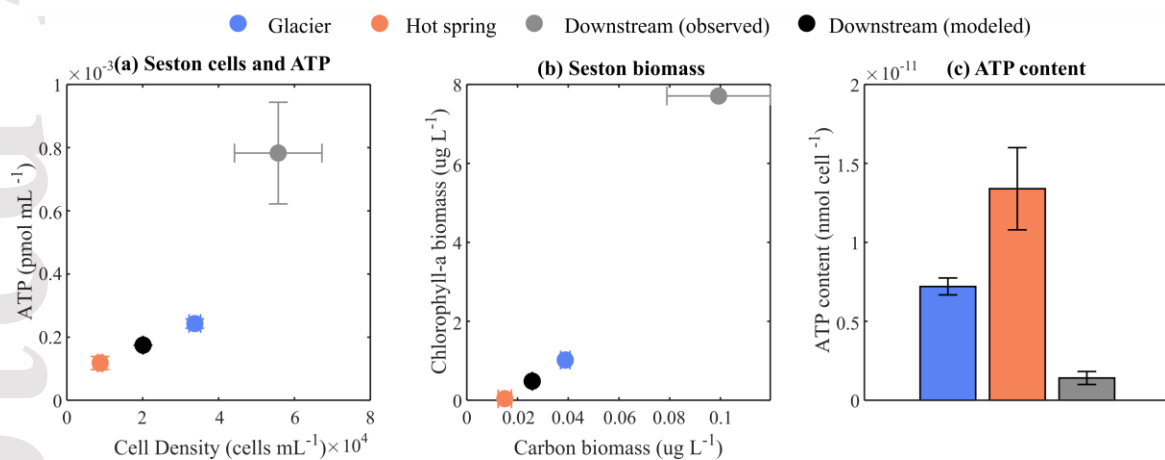 Glacier Hot spring Downstream (observed) Downstream (modeled)
×10⁻³ (a) Seston cells and ATP
1
0.8
0.6
0.4
0.2
0
ATP (pmol mL⁻¹)
0 2 4 6 8
Cell Density (cells mL⁻¹) ×10⁴
(b) Seston biomass
8
6
4
2
0
Chlorophyll-a biomass (ug L⁻¹)
0 0.02 0.04 0.06 0.08 0.1
Carbon biomass (ug L⁻¹)
×10⁻¹¹ (c) ATP content
2
1.5
1
0.5
0
ATP content (nmol cell ⁻¹)